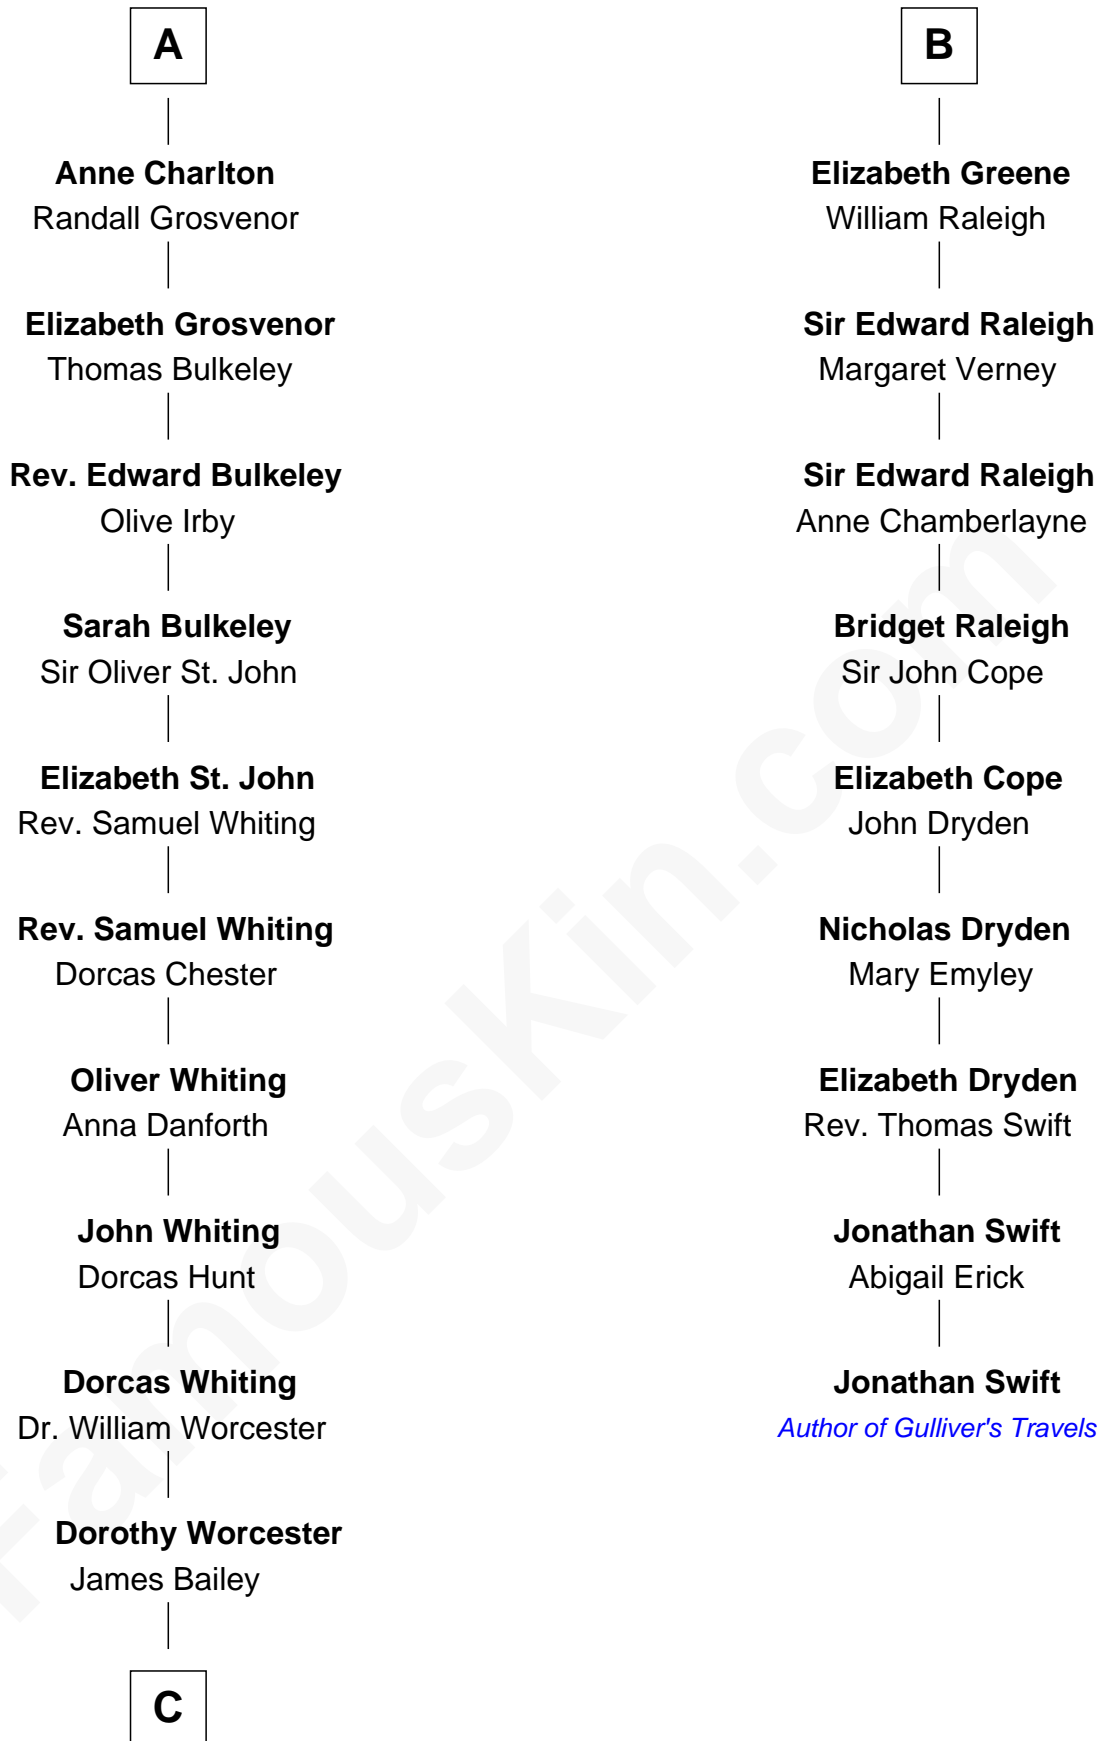 A
Anne Charlton
Randall Grosvenor
Elizabeth Grosvenor
Thomas Bulkeley
Rev. Edward Bulkeley
Olive Irby
Sarah Bulkeley
Sir Oliver St. John
Elizabeth St. John
Rev. Samuel Whiting
Rev. Samuel Whiting
Dorcas Chester
Oliver Whiting
Anna Danforth
John Whiting
Dorcas Hunt
Dorcas Whiting
Dr. William Worcester
Dorothy Worcester
James Bailey
C
B
Elizabeth Greene
William Raleigh
Sir Edward Raleigh
Margaret Verney
Sir Edward Raleigh
Anne Chamberlayne
Bridget Raleigh
Sir John Cope
Elizabeth Cope
John Dryden
Nicholas Dryden
Mary Emyley
Elizabeth Dryden
Rev. Thomas Swift
Jonathan Swift
Abigail Erick
Jonathan Swift
Author of Gulliver's Travels
FamousKin.com